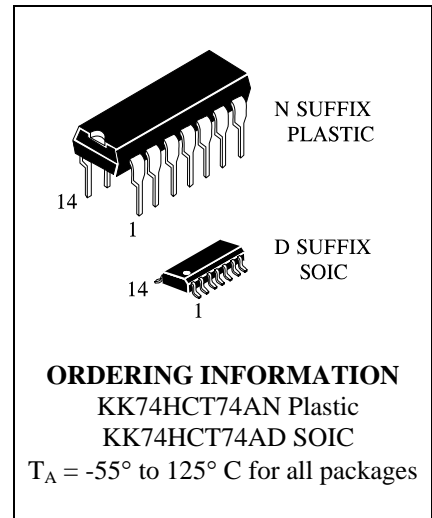 N SUFFIX
PLASTIC
14
1
D SUFFIX
SOIC
14
1
ORDERING INFORMATION
KK74HCT74AN Plastic
KK74HCT74AD SOIC
TA = -55° to 125° C for all packages